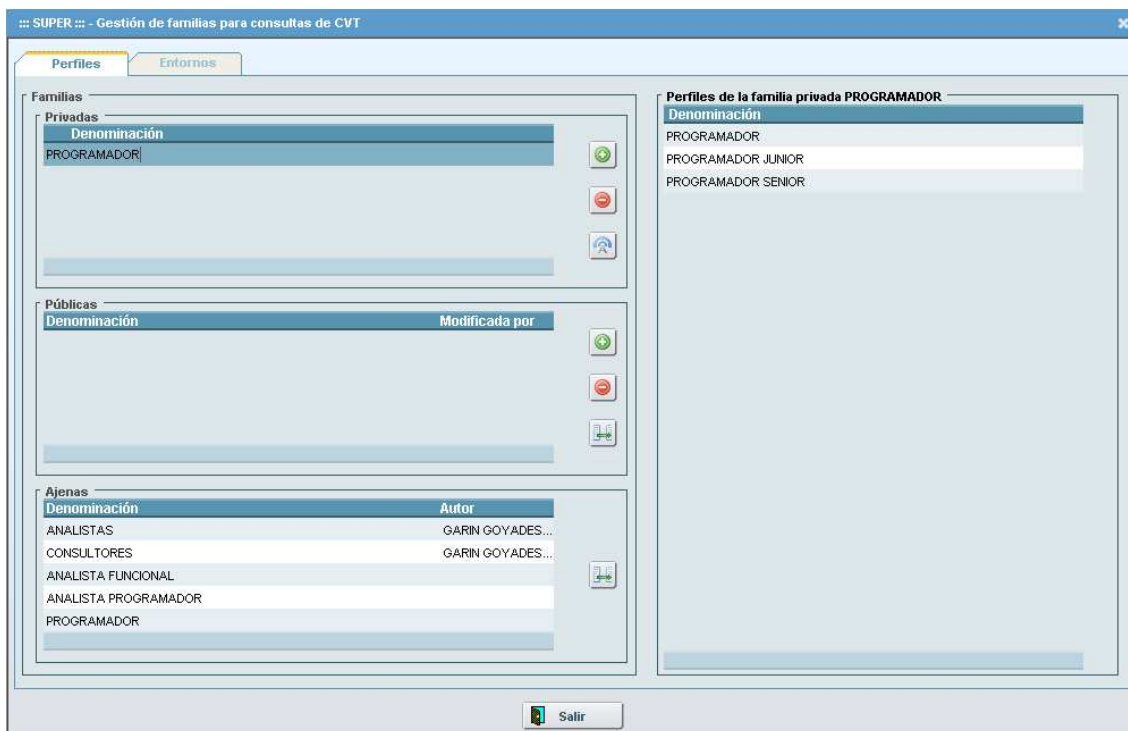 ::: SUPER ::: - Gestión de familias para consultas de CVT
Perfiles
Entornos
Familias
Privadas
Denominación
PROGRAMADOR
Públicas
Denominación Modificada por
Ajenas
Denominación Autor
ANALISTAS GARIN GOYADES...
CONSULTORES GARIN GOYADES...
ANALISTA FUNCIONAL
ANALISTA PROGRAMADOR
PROGRAMADOR
Perfiles de la familia privada PROGRAMADOR
Denominación
PROGRAMADOR
PROGRAMADOR JUNIOR
PROGRAMADOR SENIOR
Salir